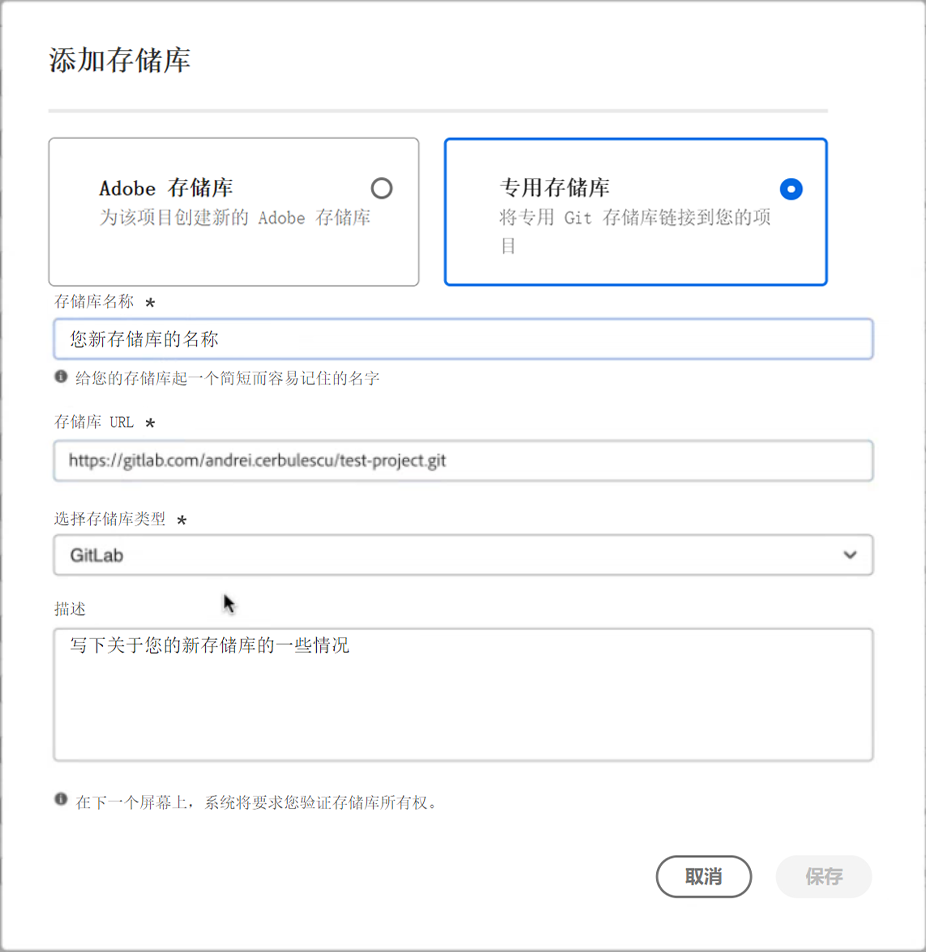 添加存储库
Adobe 存储库
为该项目创建新的 Adobe 存储库
专用存储库
将专用 Git 存储库链接到您的项
目
存储库名称 *
您新存储库的名称
给您的存储库起一个简短而容易记住的名字
存储库 URL *
https://gitlab.com/andrei.cerbulescu/test-project.git
选择存储库类型 *
GitLab
描述
写下关于您的新存储库的一些情况
在下一个屏幕上，系统将要求您验证存储库所有权。
取消
保存